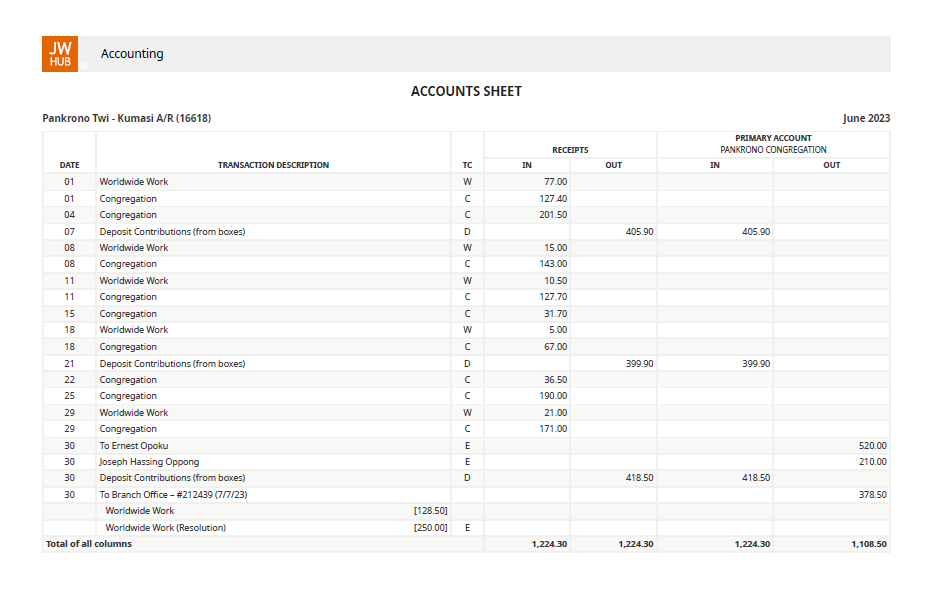 JW
HUB
Accounting
ACCOUNTS SHEET
Pankrono Twi - Kumasi A/R (16618) June 2023
PRIMARY ACCOUNT
RECEIPTS PANKRONO CONGREGATION
DATE TRANSACTION DESCRIPTION TC IN OUT IN OUT
01 Worldwide Work W 77.00
01 Congregation C 127.40
04 Congregation C 201.50
07 Deposit Contributions (from boxes) D 405.90 405.90
08 Worldwide Work W 15.00
08 Congregation C 143.00
11 Worldwide Work W 10.50
11 Congregation C 127.70
15 Congregation C 31.70
18 Worldwide Work W 5.00
18 Congregation C 67.00
21 Deposit Contributions (from boxes) D 399.90 399.90
22 Congregation C 36.50
25 Congregation C 190.00
29 Worldwide Work W 21.00
29 Congregation C 171.00
30 To Ernest Opoku E 520.00
30 Joseph Hassing Oppong E 210.00
30 Deposit Contributions (from boxes) D 418.50 418.50
30 To Branch Office – #212439 (7/7/23) 378.50
Worldwide Work [128.50]
Worldwide Work (Resolution) [250.00] E
Total of all columns 1,224.30 1,224.30 1,224.30 1,108.50